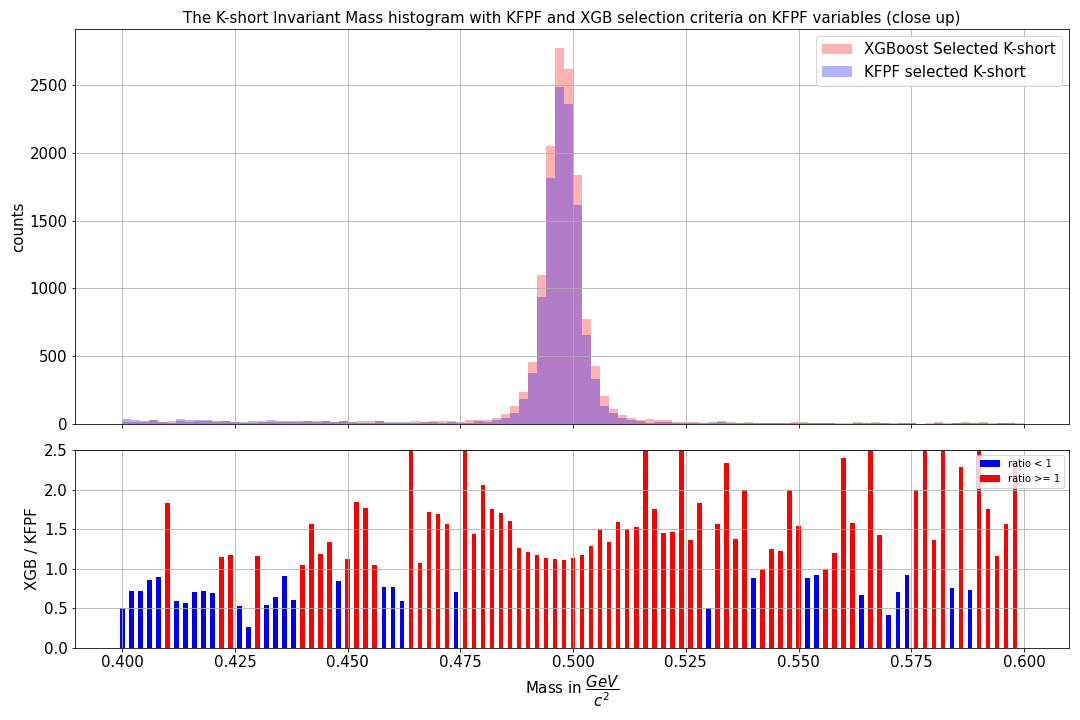 The K-short Invariant Mass histogram with KFPF and XGB selection criteria on KFPF variables (close up)
XGBoost Selected K-short
KFPF selected K-short
2500
2000
1500
1000
500
0
counts
2.5
2.0
1.5
1.0
0.5
0.0
XGB / KFPF
ratio < 1
ratio >= 1
0.400 0.425 0.450 0.475 0.500 0.525 0.550 0.575 0.600
Mass in GeV/c²